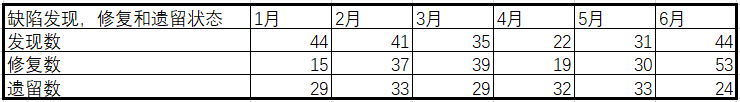 缺陷发现，修复和遗留状态 1月 2月 3月 4月 5月 6月
发现数 44 41 35 22 31 44
修复数 15 37 39 19 30 53
遗留数 29 33 29 32 33 24